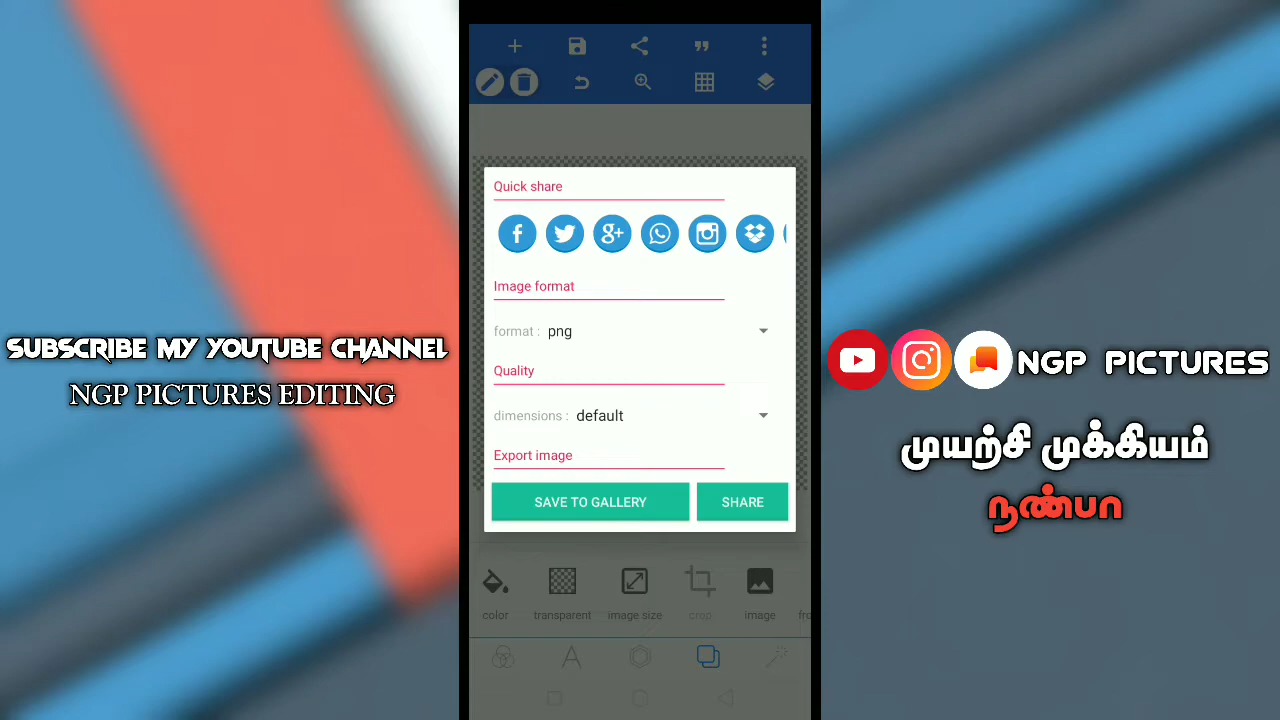 SUBSCRIBE MY YOUTUBE CHANNEL
NGP PICTURES EDITING
Quick share
Image format
format : png
Quality
dimensions : default
Export image
SAVE TO GALLERY
SHARE
color
transparent
image size
crop
image
fre
NGP PICTURES
முயற்சி முக்கியம்
நண்பா